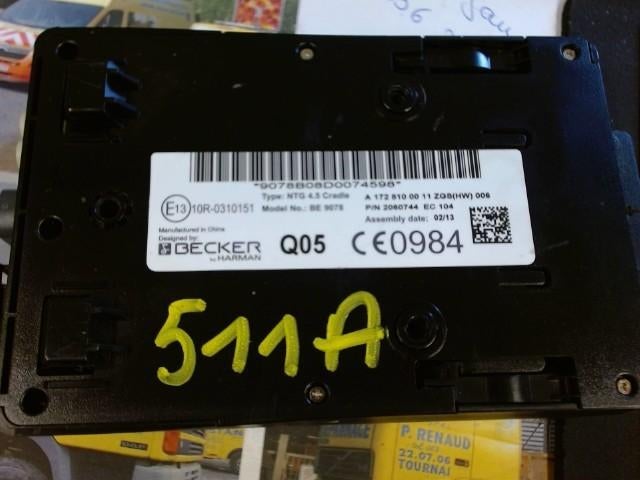 *9078B08D0074598*
E13 10R-0310151
Type: NTG 4.5 Cradle
Model No.: BE 9078
A 172 810 00 11 ZGS(HW) 006
P/N 2080744 EC 104
Assembly date: 02/13
Manufactured in China
Designed by:
BECKER
by HARMAN
Q05
CE0984
511A
P. RENAUD
22.07.06
TOURNAI